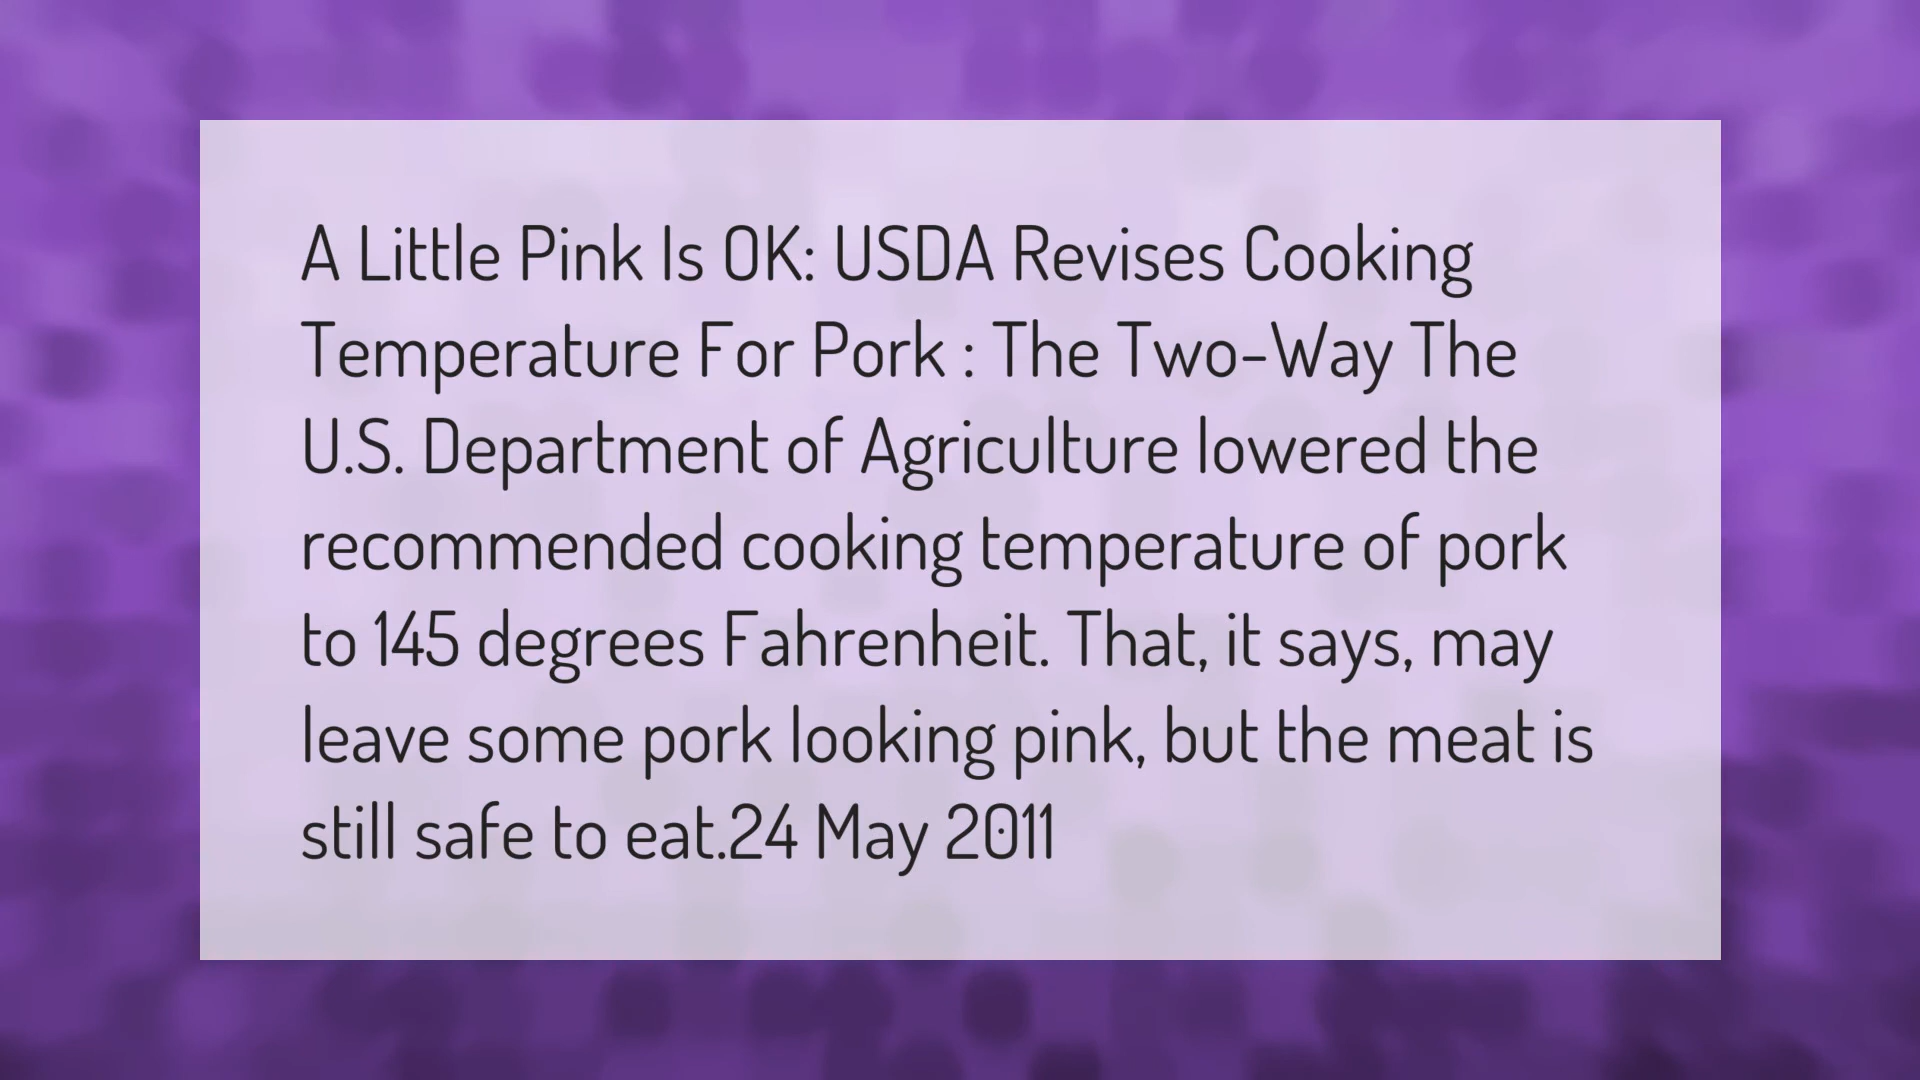 A Little Pink Is OK: USDA Revises Cooking
Temperature For Pork : The Two-Way The
U.S. Department of Agriculture lowered the
recommended cooking temperature of pork
to 145 degrees Fahrenheit. That, it says, may
leave some pork looking pink, but the meat is
still safe to eat.24 May 2011